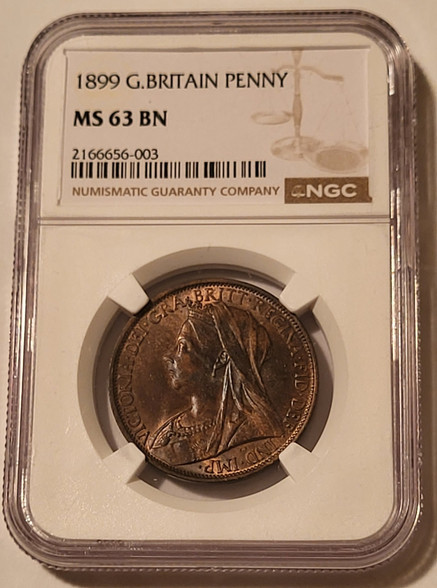 1899 G.BRITAIN PENNY
MS 63 BN
2166656-003
NUMISMATIC GUARANTY COMPANY
NGC
VICTORIA·DEI·GRA·BRITT·REGINA·FID·DEF·IND·IMP·